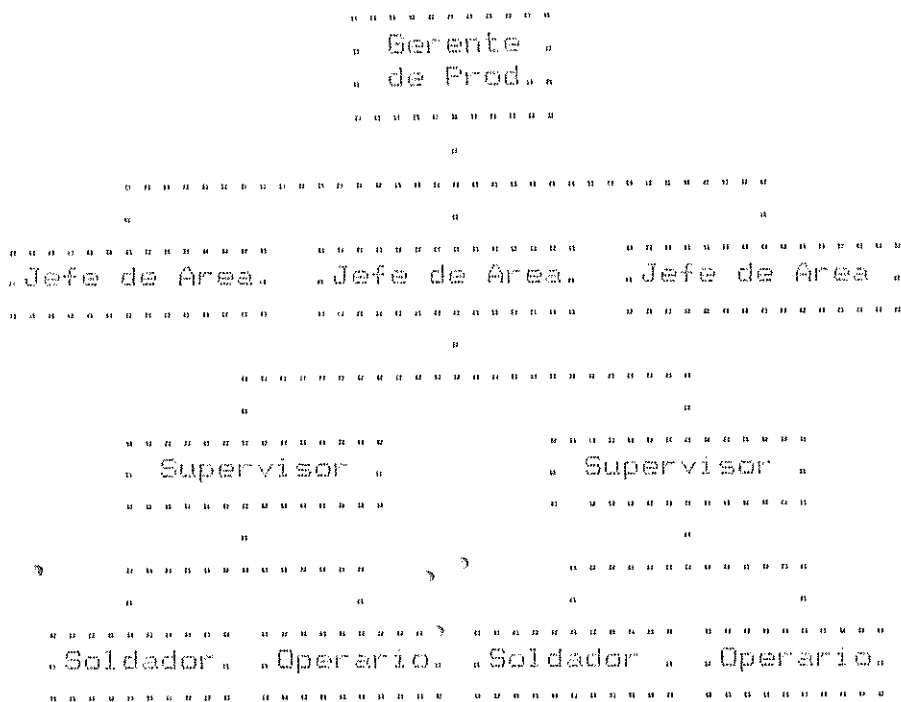 Gerente
de Prod.
Jefe de Area Jefe de Area Jefe de Area
Supervisor Supervisor
Soldador Operario Soldador Operario